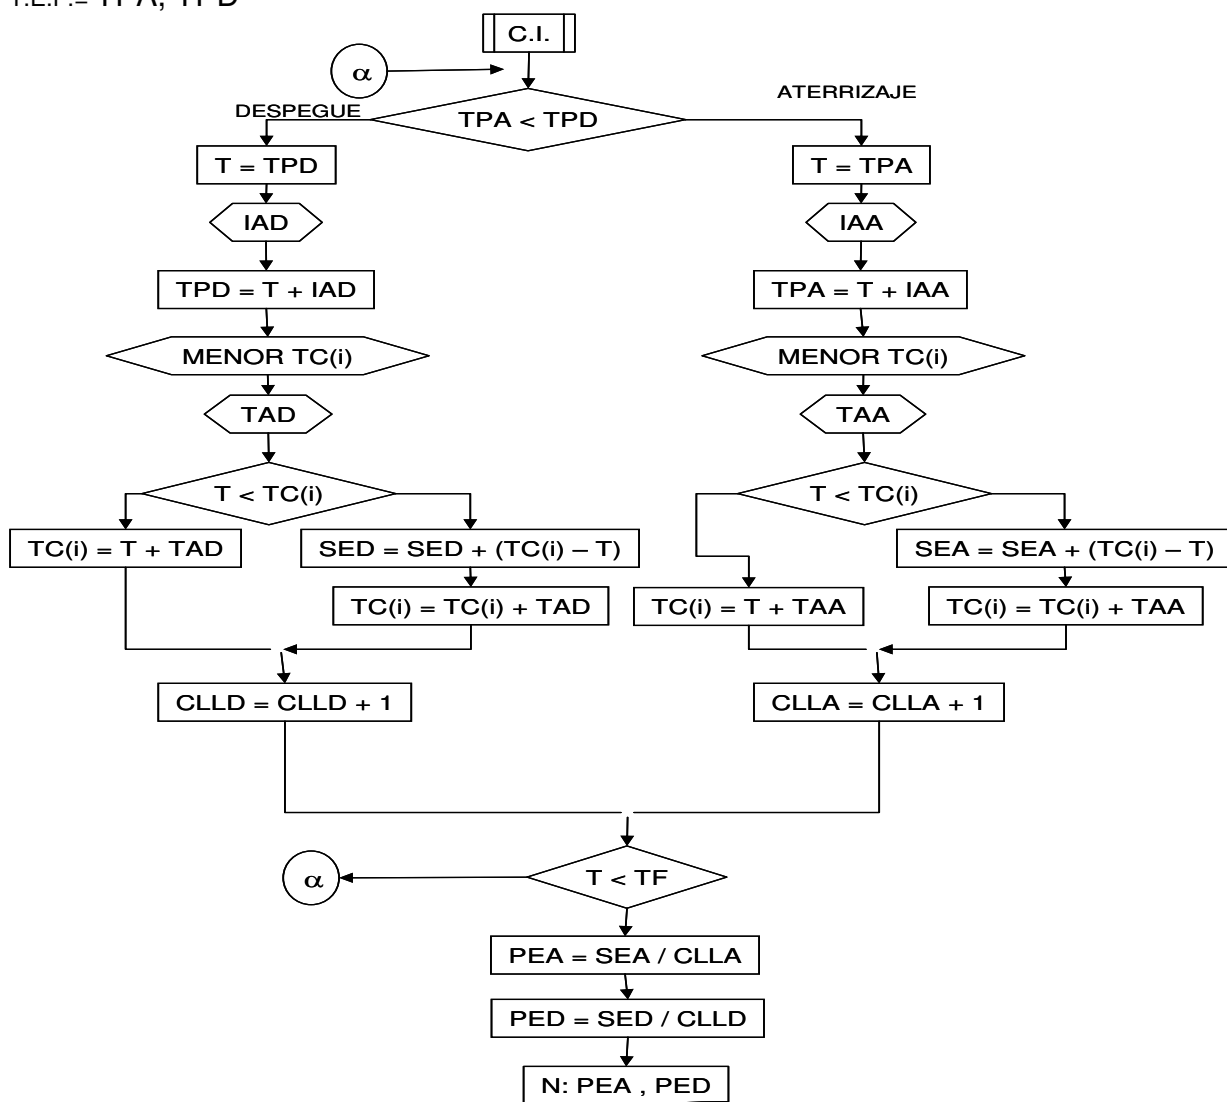 T.E.F.= TPA, TPD
C.I.
α
ATERRIZAJE
DESPEGUE
TPA < TPD
T = TPD
T = TPA
IAD
IAA
TPD = T + IAD
TPA = T + IAA
MENOR TC(i)
MENOR TC(i)
TAD
TAA
T < TC(i)
T < TC(i)
TC(i) = T + TAD
SED = SED + (TC(i) – T)
SEA = SEA + (TC(i) – T)
TC(i) = TC(i) + TAD
TC(i) = T + TAA
TC(i) = TC(i) + TAA
CLLD = CLLD + 1
CLLA = CLLA + 1
α
T < TF
PEA = SEA / CLLA
PED = SED / CLLD
N: PEA , PED